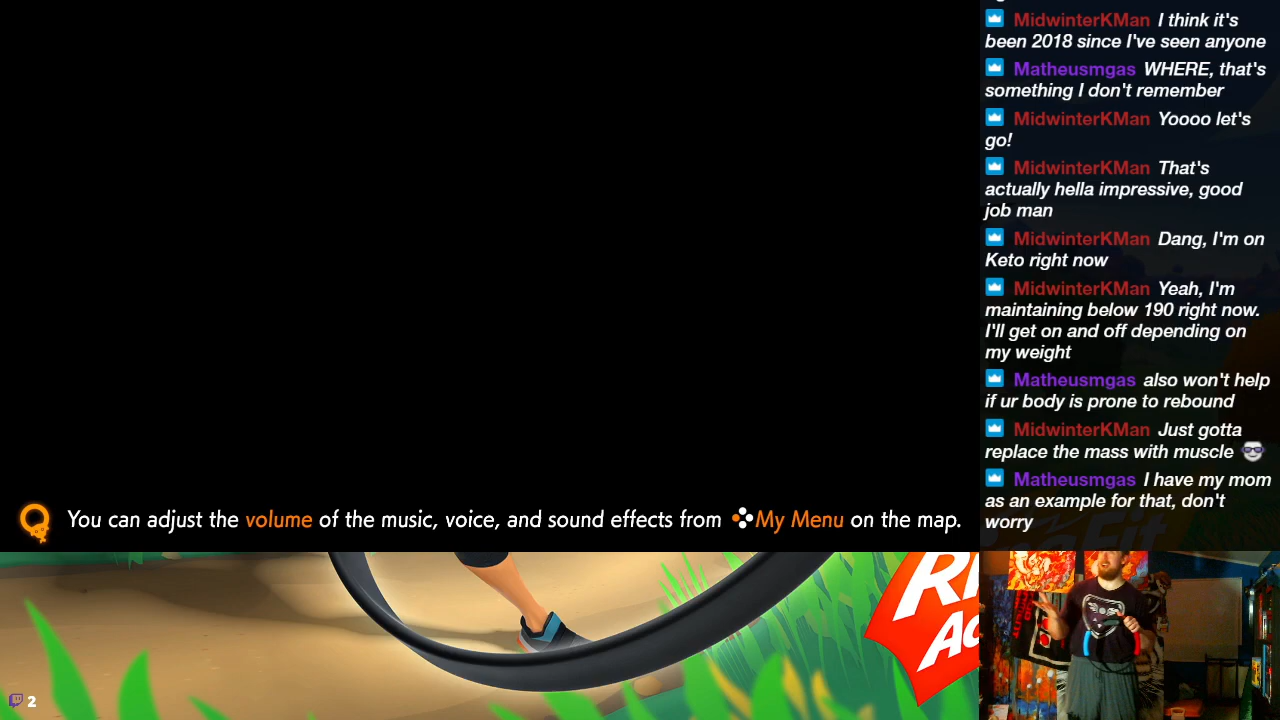 MidwinterKMan I think it's
been 2018 since I've seen anyone
Matheusmgas WHERE, that's
something I don't remember
MidwinterKMan Yoooo let's
go!
MidwinterKMan That's
actually hella impressive, good
job man
MidwinterKMan Dang, I'm on
Keto right now
MidwinterKMan Yeah, I'm
maintaining below 190 right now.
I'll get on and off depending on
my weight
Matheusmgas also won't help
if ur body is prone to rebound
MidwinterKMan Just gotta
replace the mass with muscle
Matheusmgas I have my mom
as an example for that, don't
worry
You can adjust the volume of the music, voice, and sound effects from My Menu on the map.
2